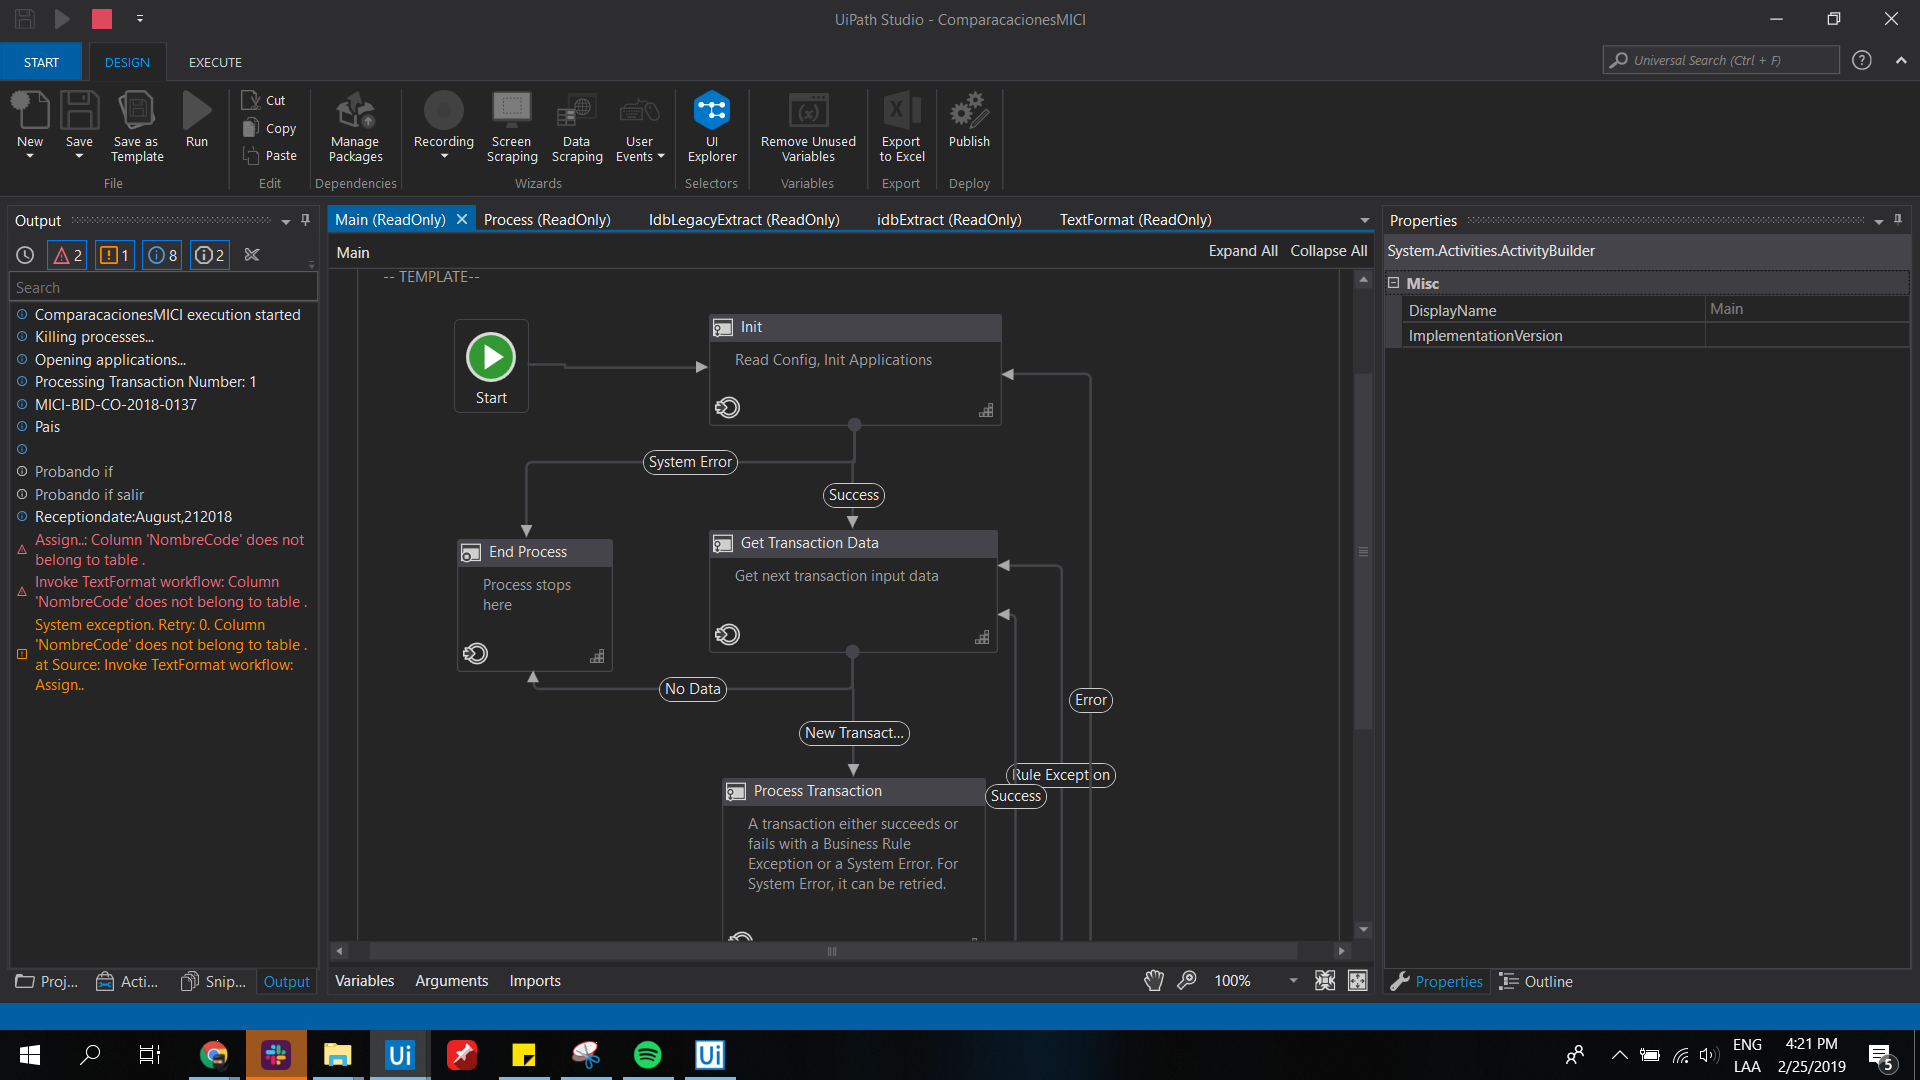 UiPath Studio - ComparacacionesMICI
START
DESIGN
EXECUTE
Universal Search (Ctrl + F)
New
Save
Save as
Template
Run
Cut
Copy
Paste
Manage
Packages
Recording
Screen
Scraping
Data
Scraping
User
Events
UI
Explorer
Remove Unused
Variables
Export
to Excel
Publish
File
Edit
Dependencies
Wizards
Selectors
Variables
Export
Deploy
Output
2
1
8
2
Search
ComparacacionesMICI execution started
Killing processes...
Opening applications...
Processing Transaction Number: 1
MICI-BID-CO-2018-0137
Pais
Probando if
Probando if salir
Receptiondate:August,212018
Assign..: Column 'NombreCode' does not
belong to table .
Invoke TextFormat workflow: Column
'NombreCode' does not belong to table .
System exception. Retry: 0. Column
'NombreCode' does not belong to table .
at Source: Invoke TextFormat workflow:
Assign..
Proj...
Acti...
Snip...
Output
Main (ReadOnly)
Process (ReadOnly)
IdbLegacyExtract (ReadOnly)
idbExtract (ReadOnly)
TextFormat (ReadOnly)
Main
Expand All
Collapse All
-- TEMPLATE--
Start
Init
Read Config, Init Applications
System Error
Success
End Process
Process stops
here
Get Transaction Data
Get next transaction input data
No Data
New Transact...
Error
Rule Exception
Success
Process Transaction
A transaction either succeeds or
fails with a Business Rule
Exception or a System Error. For
System Error, it can be retried.
Variables
Arguments
Imports
100%
Properties
System.Activities.ActivityBuilder
Misc
DisplayName
Main
ImplementationVersion
Properties
Outline
Ui
Ui
ENG
LAA
4:21 PM
2/25/2019
5